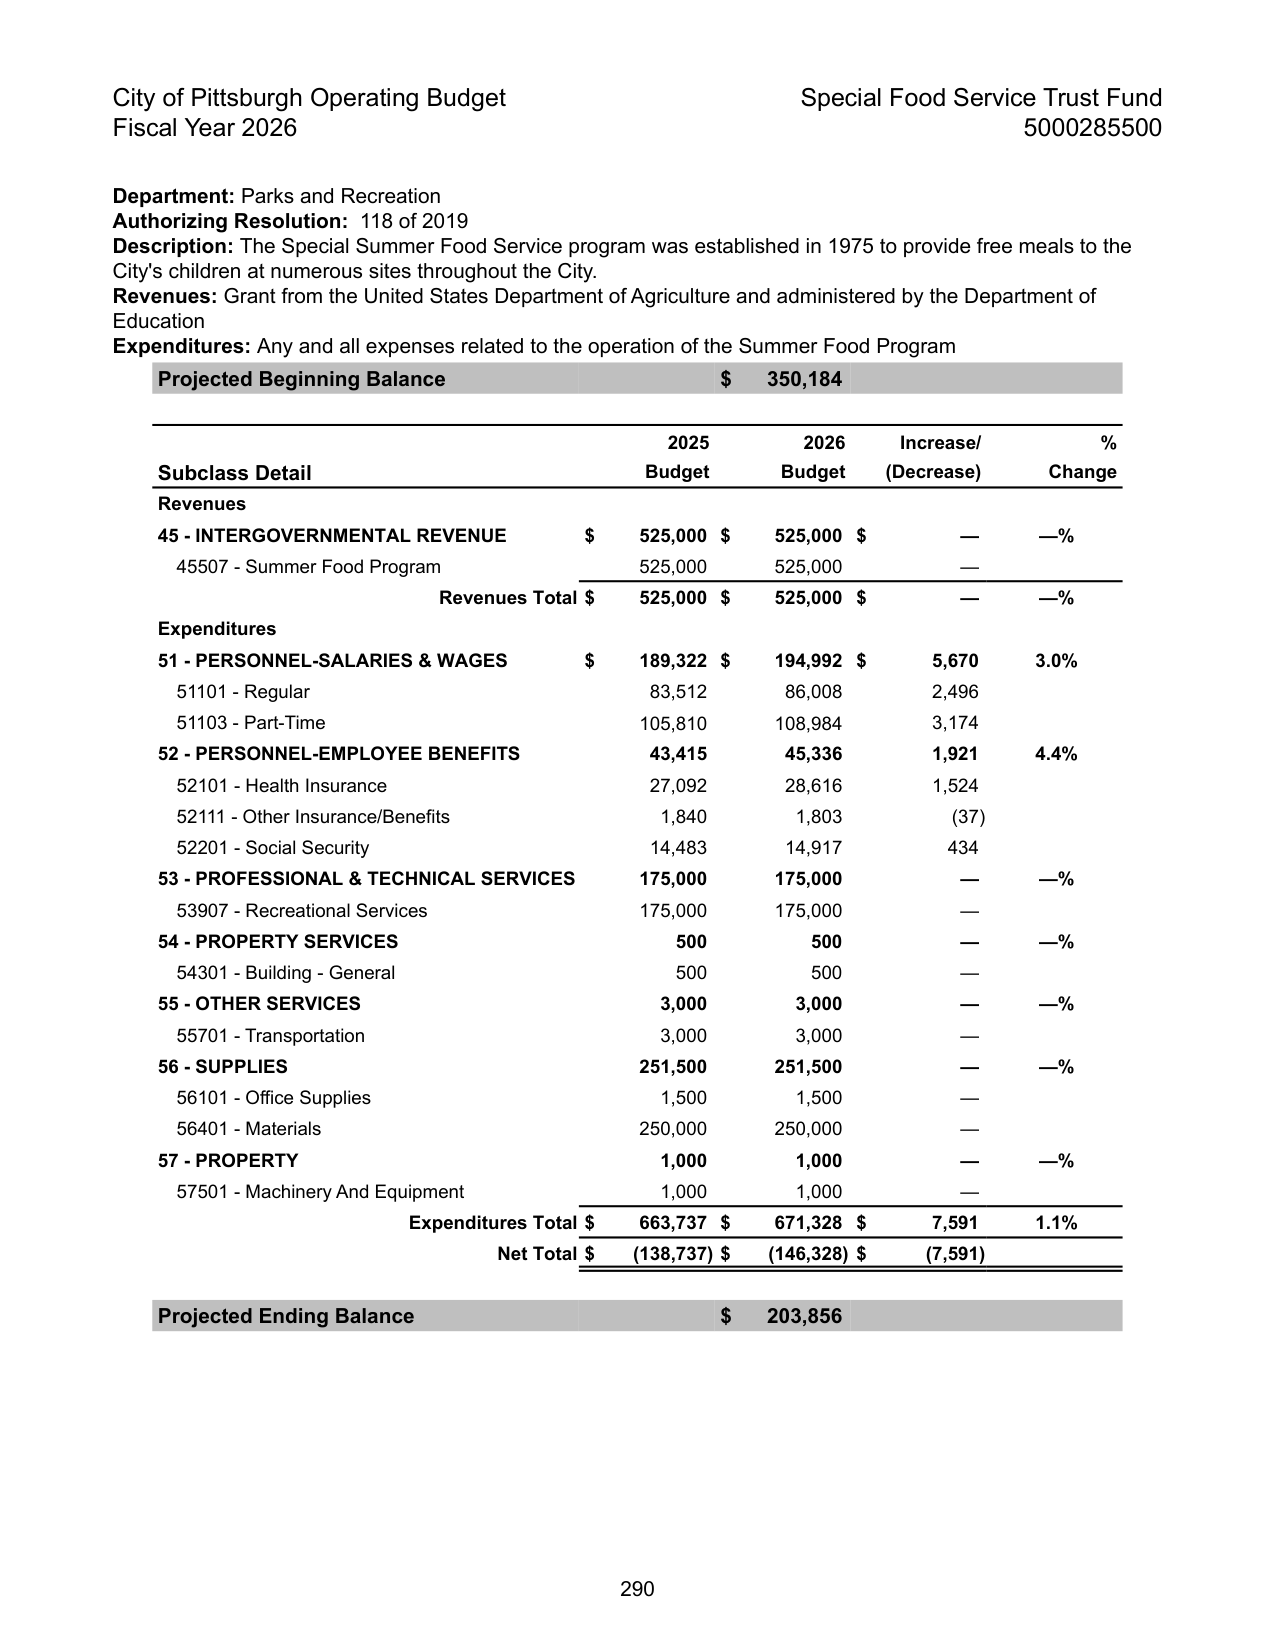 City of Pittsburgh Operating Budget Special Food Service Trust Fund
Fiscal Year 2026 5000285500
Department: Parks and Recreation
Authorizing Resolution: 118 of 2019
Description: The Special Summer Food Service program was established in 1975 to provide free meals to the
City's children at numerous sites throughout the City.
Revenues: Grant from the United States Department of Agriculture and administered by the Department of
Education
Expenditures: Any and all expenses related to the operation of the Summer Food Program
Projected Beginning Balance $ 350,184
2025 2026 Increase/ %
Subclass Detail Budget Budget (Decrease) Change
Revenues
45 - INTERGOVERNMENTAL REVENUE $ 525,000 $ 525,000 $ — —%
45507 - Summer Food Program 525,000 525,000 —
Revenues Total $ 525,000 $ 525,000 $ — —%
Expenditures
51 - PERSONNEL-SALARIES & WAGES $ 189,322 $ 194,992 $ 5,670 3.0%
51101 - Regular 83,512 86,008 2,496
51103 - Part-Time 105,810 108,984 3,174
52 - PERSONNEL-EMPLOYEE BENEFITS 43,415 45,336 1,921 4.4%
52101 - Health Insurance 27,092 28,616 1,524
52111 - Other Insurance/Benefits 1,840 1,803 (37)
52201 - Social Security 14,483 14,917 434
53 - PROFESSIONAL & TECHNICAL SERVICES 175,000 175,000 — —%
53907 - Recreational Services 175,000 175,000 —
54 - PROPERTY SERVICES 500 500 — —%
54301 - Building - General 500 500 —
55 - OTHER SERVICES 3,000 3,000 — —%
55701 - Transportation 3,000 3,000 —
56 - SUPPLIES 251,500 251,500 — —%
56101 - Office Supplies 1,500 1,500 —
56401 - Materials 250,000 250,000 —
57 - PROPERTY 1,000 1,000 — —%
57501 - Machinery And Equipment 1,000 1,000 —
Expenditures Total $ 663,737 $ 671,328 $ 7,591 1.1%
Net Total $ (138,737) $ (146,328) $ (7,591)
Projected Ending Balance $ 203,856
290